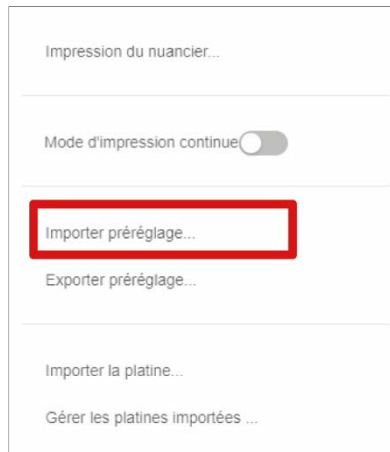 Impression du nuancier...
Mode d'impression continue
Importer préréglage...
Exporter préréglage...
Importer la platine...
Gérer les platines importées ...